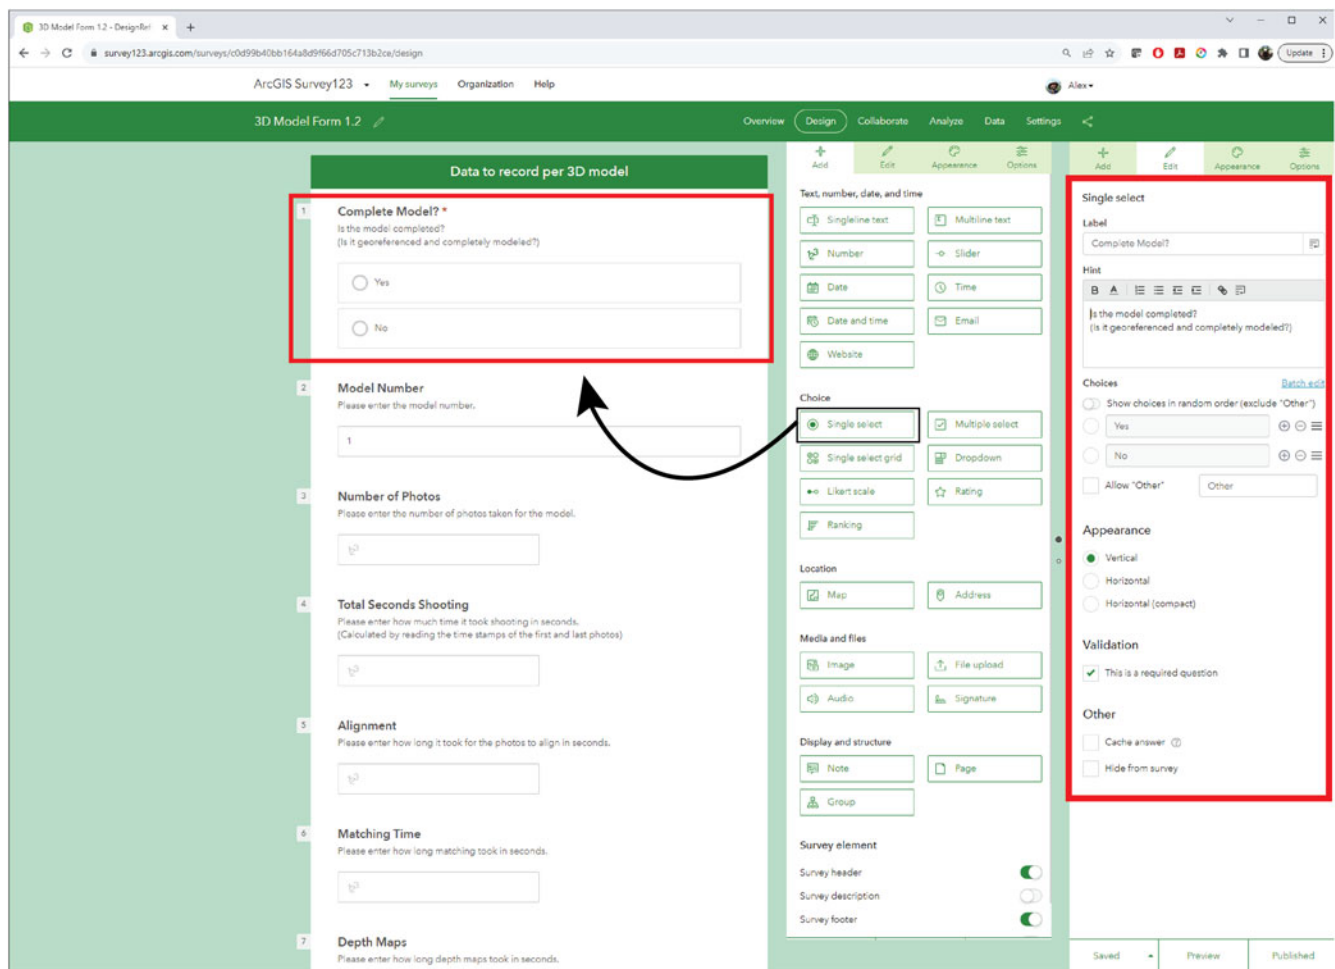 3D Model Form 1.2 - Design
survey123.arcgis.com/surveys/c0d99b40bb164a8d9f66d705c713b2ce/design
Update
ArcGIS Survey123
My surveys
Organization
Help
Alex
3D Model Form 1.2
Overview
Design
Collaborate
Analyze
Data
Settings
Data to record per 3D model
1
Complete Model? *
Is the model completed?
(Is it georeferenced and completely modeled?)
Yes
No
2
Model Number
Please enter the model number.
1
3
Number of Photos
Please enter the number of photos taken for the model.
4
Total Seconds Shooting
Please enter how much time it took shooting in seconds.
(Calculated by reading the time stamps of the first and last photos)
5
Alignment
Please enter how long it took for the photos to align in seconds.
6
Matching Time
Please enter how long matching took in seconds.
7
Depth Maps
Please enter how long depth maps took in seconds.
Add
Edit
Appearance
Options
Text, number, date, and time
Singleline text
Multiline text
Number
Slider
Date
Time
Date and time
Email
Website
Choice
Single select
Multiple select
Single select grid
Dropdown
Likert scale
Rating
Ranking
Location
Map
Address
Media and files
Image
File upload
Audio
Signature
Display and structure
Note
Page
Group
Survey element
Survey header
Survey description
Survey footer
Add
Edit
Appearance
Options
Single select
Label
Complete Model?
Hint
B A
Is the model completed?
(Is it georeferenced and completely modeled?)
Choices
Batch edit
Show choices in random order (exclude "Other")
Yes
No
Allow "Other"
Other
Appearance
Vertical
Horizontal
Horizontal (compact)
Validation
This is a required question
Other
Cache answer
Hide from survey
Saved
Preview
Published